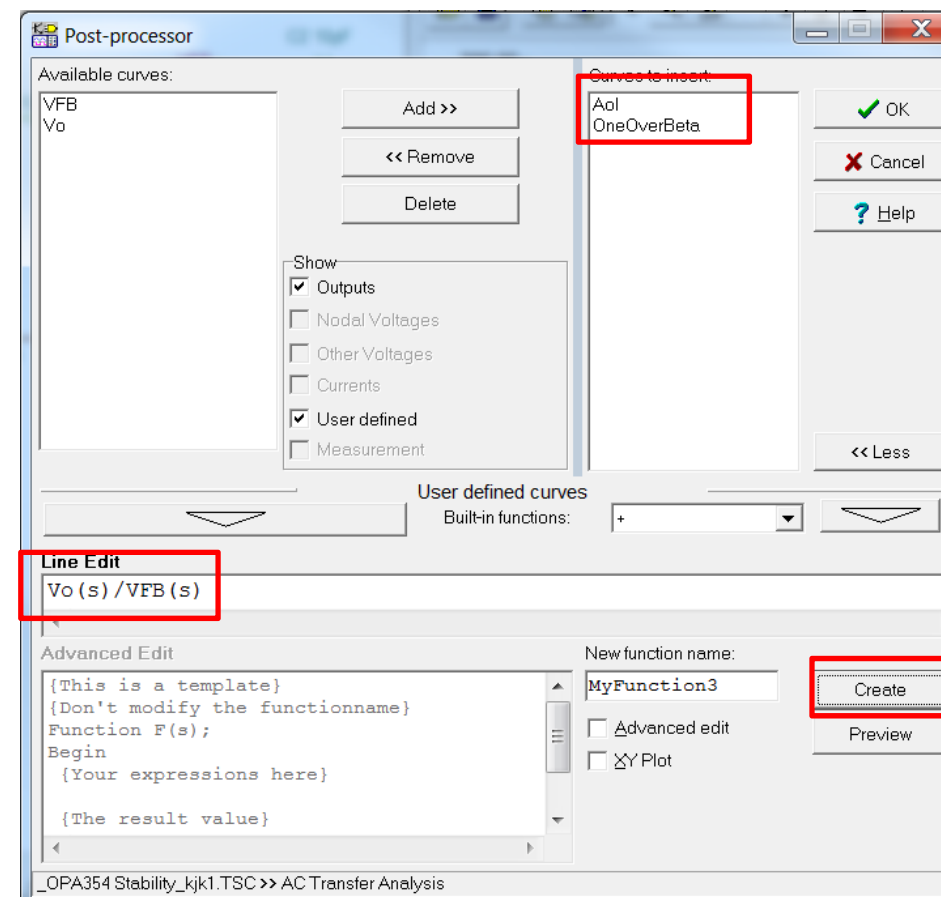 Post-processor
Available curves:
VFB
Vo
Add >>
<< Remove
Delete
Show
Outputs
Nodal Voltages
Other Voltages
Currents
User defined
Measurement
Curves to insert:
Aol
OneOverBeta
OK
Cancel
Help
<< Less
User defined curves
Built-in functions:
+
Line Edit
Vo(s)/VFB(s)
Advanced Edit
{This is a template}
{Don't modify the functionname}
Function F(s);
Begin
{Your expressions here}
{The result value}
New function name:
MyFunction3
Advanced edit
XY Plot
Create
Preview
_OPA354 Stability_kjk1.TSC >> AC Transfer Analysis